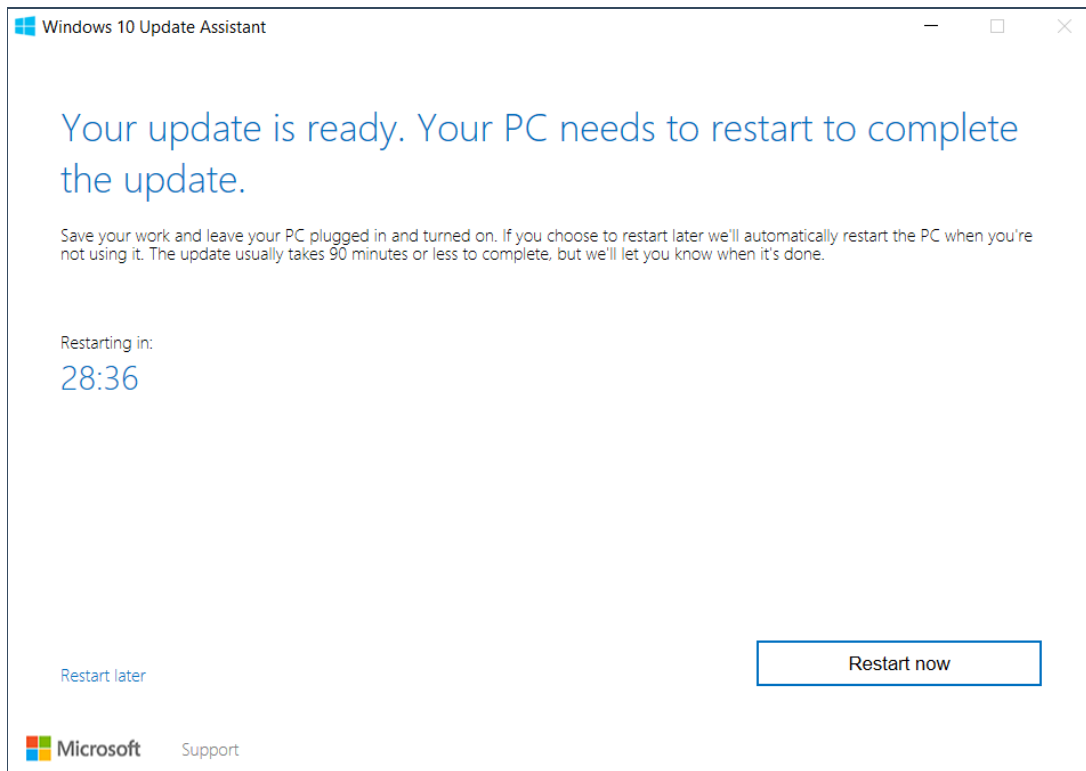 Windows 10 Update Assistant
Your update is ready. Your PC needs to restart to complete
the update.
Save your work and leave your PC plugged in and turned on. If you choose to restart later we'll automatically restart the PC when you're
not using it. The update usually takes 90 minutes or less to complete, but we'll let you know when it's done.
Restarting in:
28:36
Restart later
Restart now
Microsoft
Support